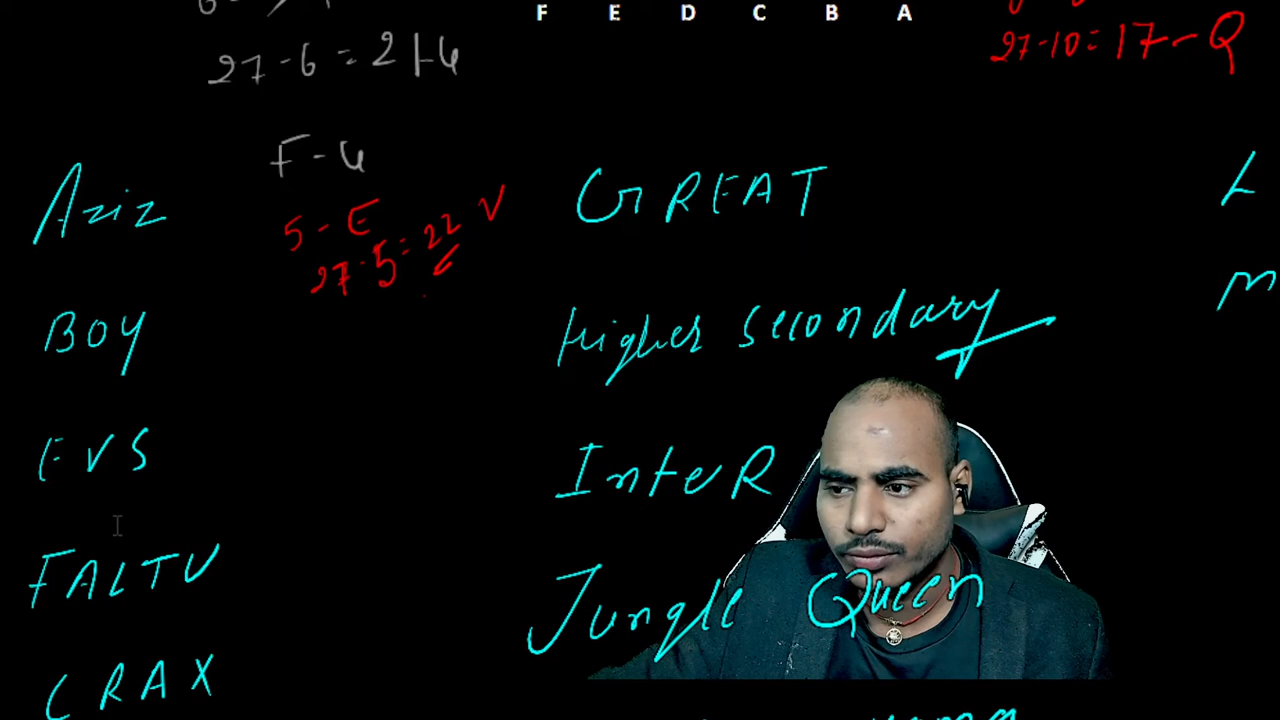 F E D C B A
27-6=21-U
27-10=17-Q
F-U
Aziz
GREAT
5-E
27-5=22 V
BOY
Higher secondary
EVS
InteR
FALTU
Jungle Queen
CRAX